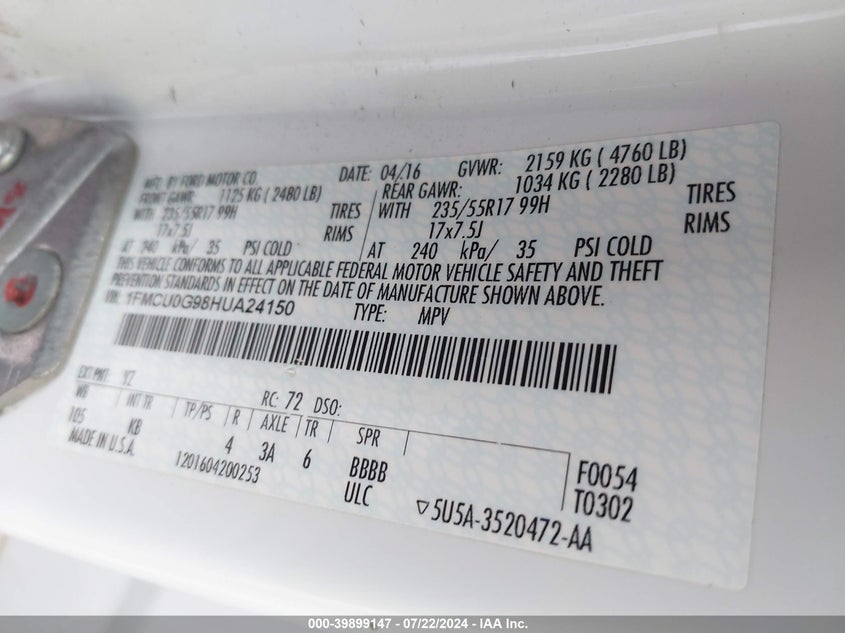 MFD. BY FORD MOTOR CO. DATE: 04/16 GVWR: 2159 KG ( 4760 LB)
FRONT GAWR: 1125 KG ( 2480 LB) REAR GAWR: 1034 KG ( 2280 LB)
WITH 235/55R17 99H TIRES WITH 235/55R17 99H TIRES
17x7.5J RIMS 17x7.5J RIMS
AT 240 kPa/ 35 PSI COLD AT 240 kPa/ 35 PSI COLD
THIS VEHICLE CONFORMS TO ALL APPLICABLE FEDERAL MOTOR VEHICLE SAFETY AND THEFT
PREVENTION STANDARDS IN EFFECT ON THE DATE OF MANUFACTURE SHOWN ABOVE.
VIN: 1FMCU0G98HUA24150 TYPE: MPV
EXT PNT: YZ RC: 72 DSO:
WB INT TR TP/PS R AXLE TR SPR
105 KB 4 3A 6 BBBB F0054
MADE IN U.S.A. 1201604200253 ULC T0302
▽5U5A-3520472-AA
000-39899147 - 07/22/2024 - IAA Inc.